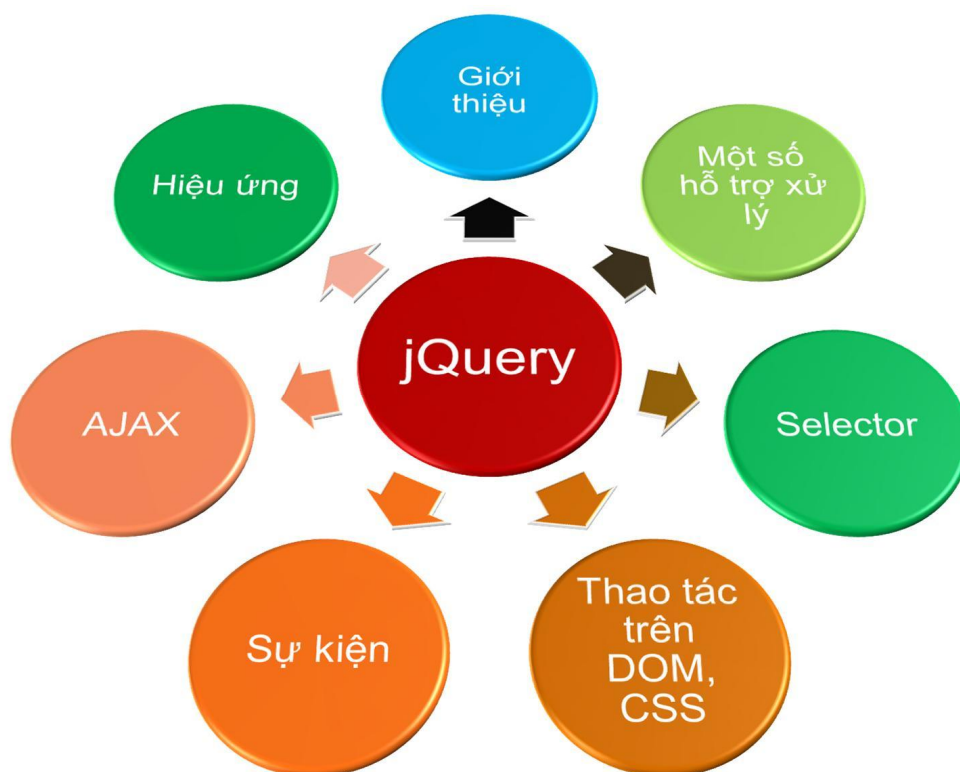 Giới
thiệu
Một số
hỗ trợ xử
lý
Hiệu ứng
jQuery
AJAX
Selector
Sự kiện
Thao tác
trên
DOM,
CSS